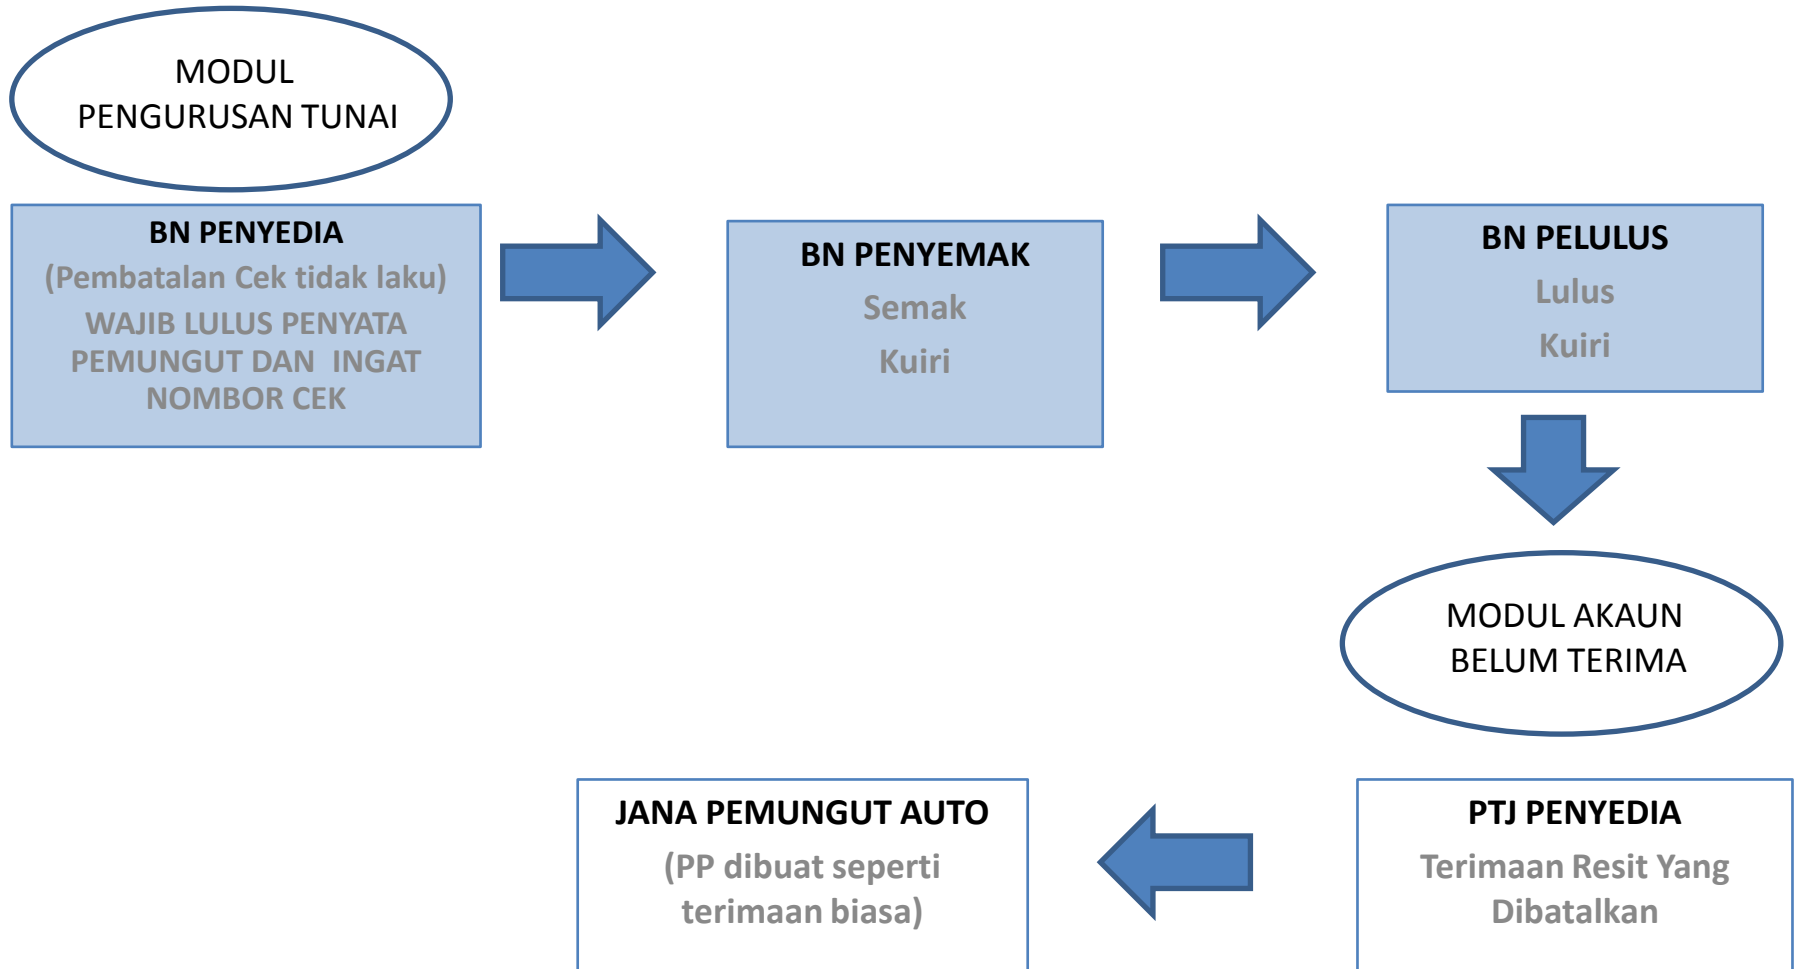 MODUL
PENGURUSAN TUNAI
BN PENYEDIA
(Pembatalan Cek tidak laku)
WAJIB LULUS PENYATA
PEMUNGUT DAN INGAT
NOMBOR CEK
BN PENYEMAK
Semak
Kuiri
BN PELULUS
Lulus
Kuiri
MODUL AKAUN
BELUM TERIMA
PTJ PENYEDIA
Terimaan Resit Yang
Dibatalkan
JANA PEMUNGUT AUTO
(PP dibuat seperti
terimaan biasa)